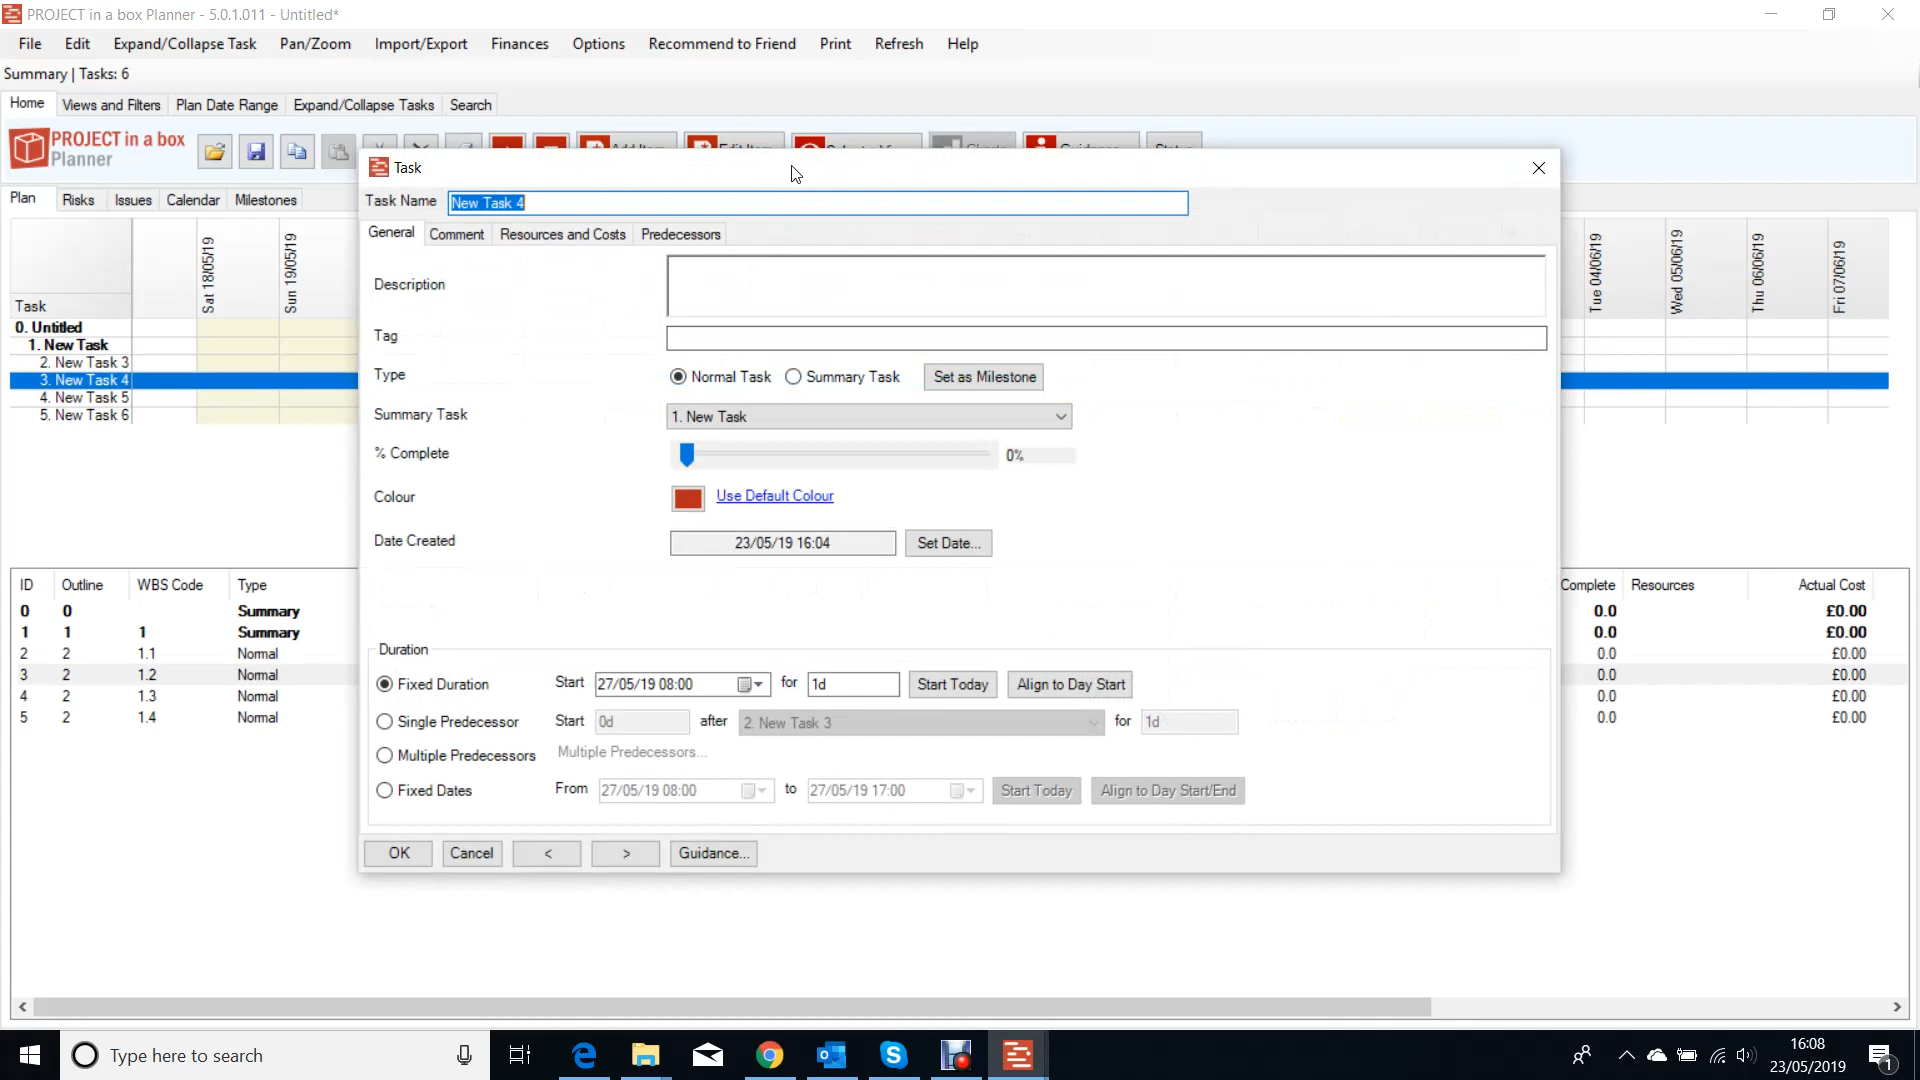 PROJECT in a box Planner - 5.0.1.011 - Untitled*
File Edit Expand/Collapse Task Pan/Zoom Import/Export Finances Options Recommend to Friend Print Refresh Help
Summary | Tasks: 6
Home Views and Filters Plan Date Range Expand/Collapse Tasks Search
PROJECT in a box
Planner
Plan Risks Issues Calendar Milestones
Task
Task Name New Task 4
General Comment Resources and Costs Predecessors
Sat 18/05/19 Sun 19/05/19 Tue 04/06/19 Wed 05/06/19 Thu 06/06/19 Fri 07/06/19
Task
0. Untitled
1. New Task
2. New Task 3
3. New Task 4
4. New Task 5
5. New Task 6
Description
Tag
Type Normal Task Summary Task Set as Milestone
Summary Task 1. New Task
% Complete 0%
Colour Use Default Colour
Date Created 23/05/19 16:04 Set Date...
Duration
Fixed Duration Start 27/05/19 08:00 for 1d Start Today Align to Day Start
Single Predecessor Start 0d after 2. New Task 3 for 1d
Multiple Predecessors Multiple Predecessors...
Fixed Dates From 27/05/19 08:00 to 27/05/19 17:00 Start Today Align to Day Start/End
OK Cancel < > Guidance...
ID Outline WBS Code Type Complete Resources Actual Cost
0 0 Summary 0.0 £0.00
1 1 1 Summary 0.0 £0.00
2 2 1.1 Normal 0.0 £0.00
3 2 1.2 Normal 0.0 £0.00
4 2 1.3 Normal 0.0 £0.00
5 2 1.4 Normal 0.0 £0.00
Type here to search
16:08
23/05/2019
1